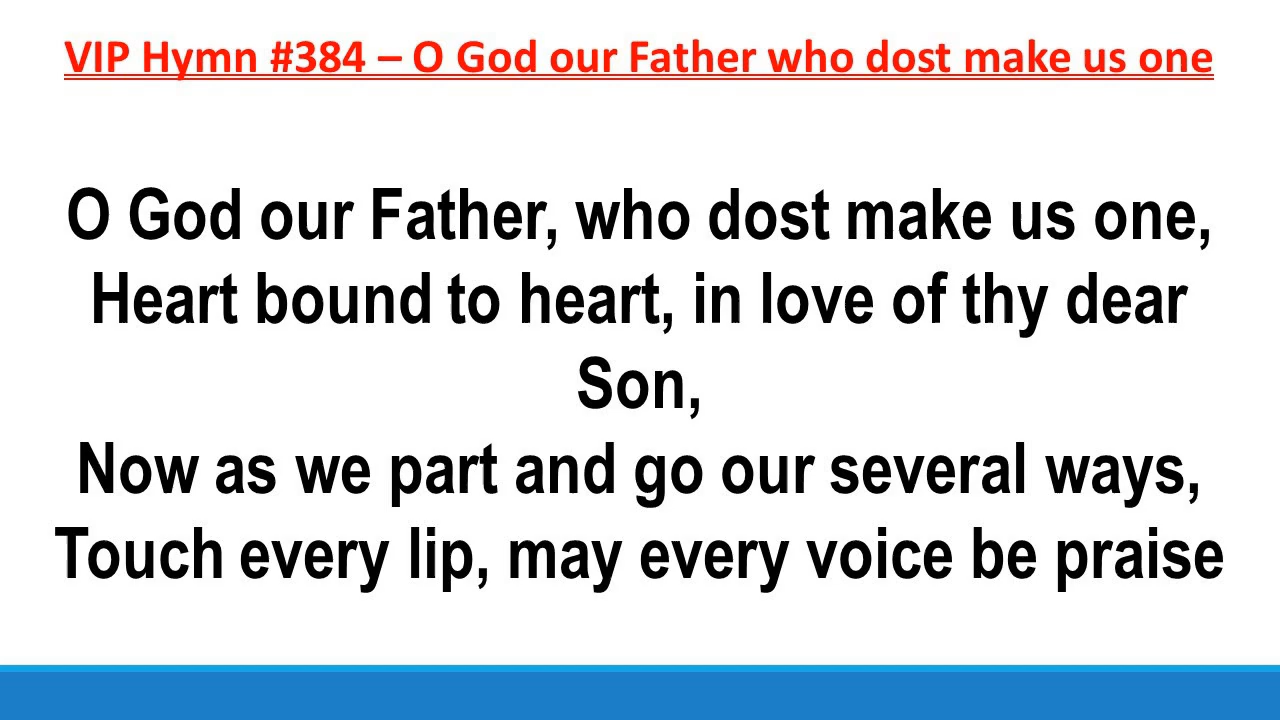 VIP Hymn #384 – O God our Father who dost make us one
O God our Father, who dost make us one,
Heart bound to heart, in love of thy dear
Son,
Now as we part and go our several ways,
Touch every lip, may every voice be praise